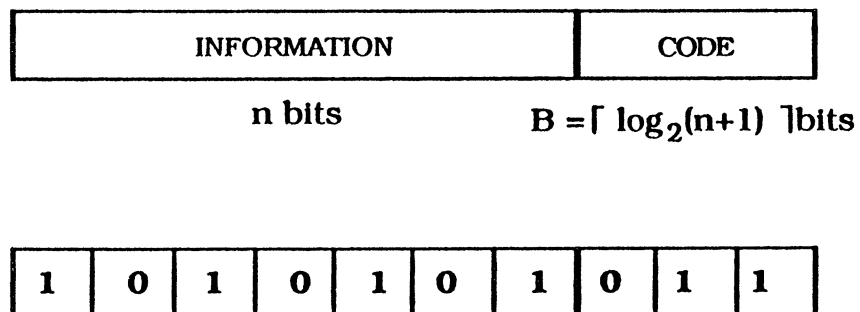 INFORMATION CODE
n bits B = ⌈ log₂(n+1) ⌉bits
1 0 1 0 1 0 1 0 1 1